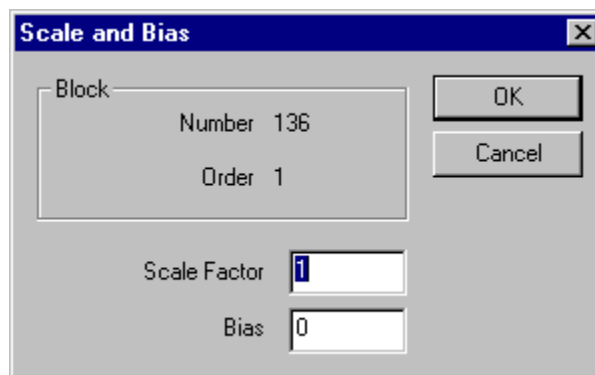 Scale and Bias
Block
Number 136
Order 1
OK
Cancel
Scale Factor 1
Bias 0